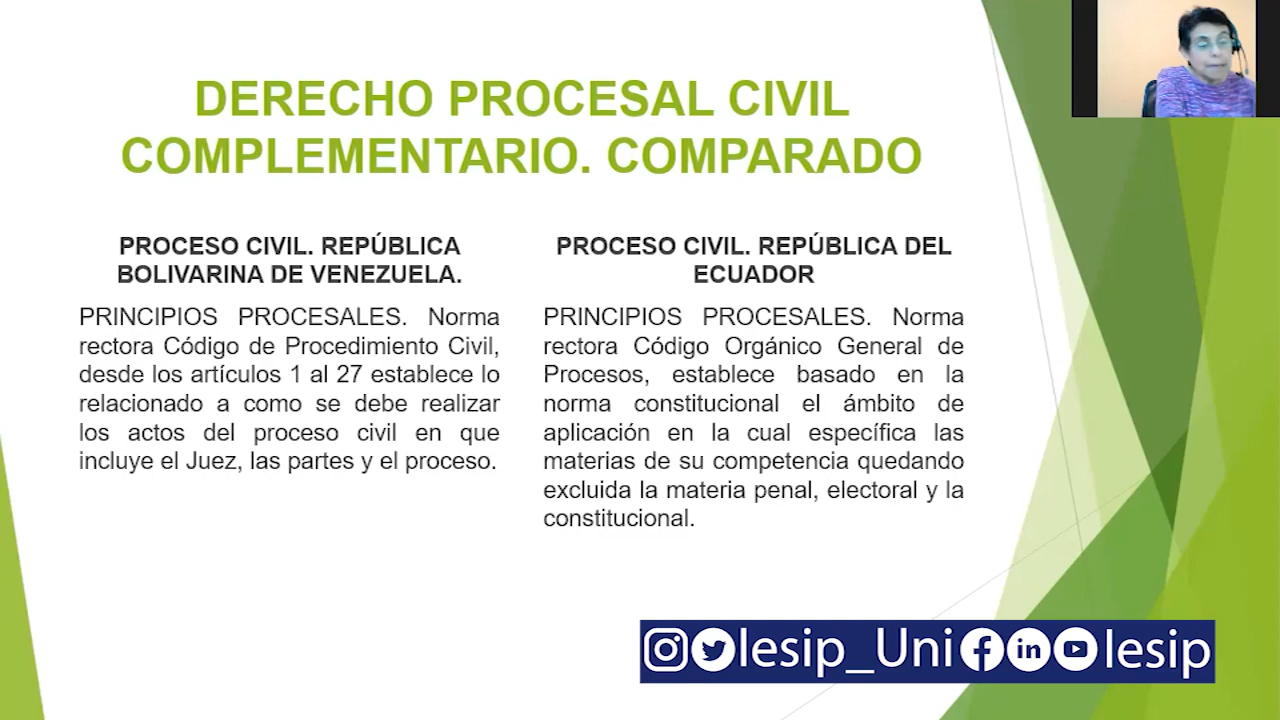 DERECHO PROCESAL CIVIL
COMPLEMENTARIO. COMPARADO
PROCESO CIVIL. REPÚBLICA
BOLIVARINA DE VENEZUELA.
PRINCIPIOS PROCESALES. Norma
rectora Código de Procedimiento Civil,
desde los artículos 1 al 27 establece lo
relacionado a como se debe realizar
los actos del proceso civil en que
incluye el Juez, las partes y el proceso.
PROCESO CIVIL. REPÚBLICA DEL
ECUADOR
PRINCIPIOS PROCESALES. Norma
rectora Código Orgánico General de
Procesos, establece basado en la
norma constitucional el ámbito de
aplicación en la cual específica las
materias de su competencia quedando
excluida la materia penal, electoral y la
constitucional.
Iesip_Uni Iesip